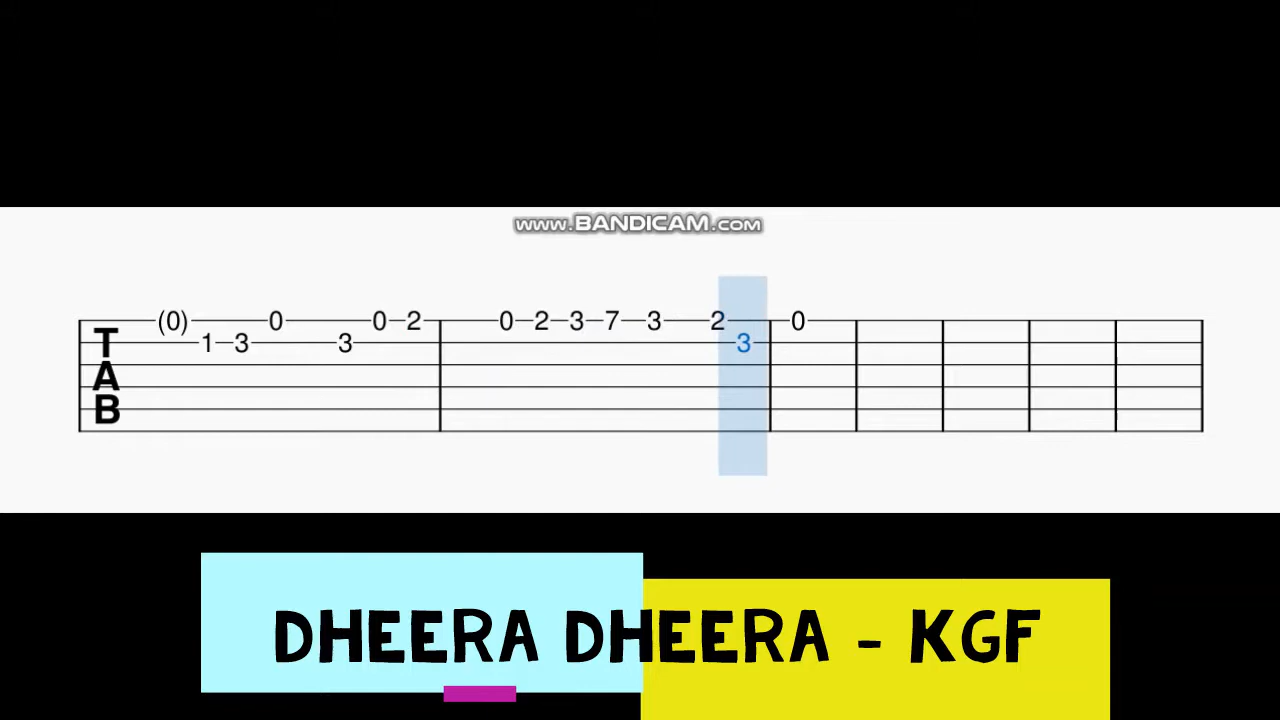 www.BANDICAM.com
(0) 0 0 2 0 2 3 7 3 2 0
T 1 3 3 3
A
B
DHEERA DHEERA - KGF